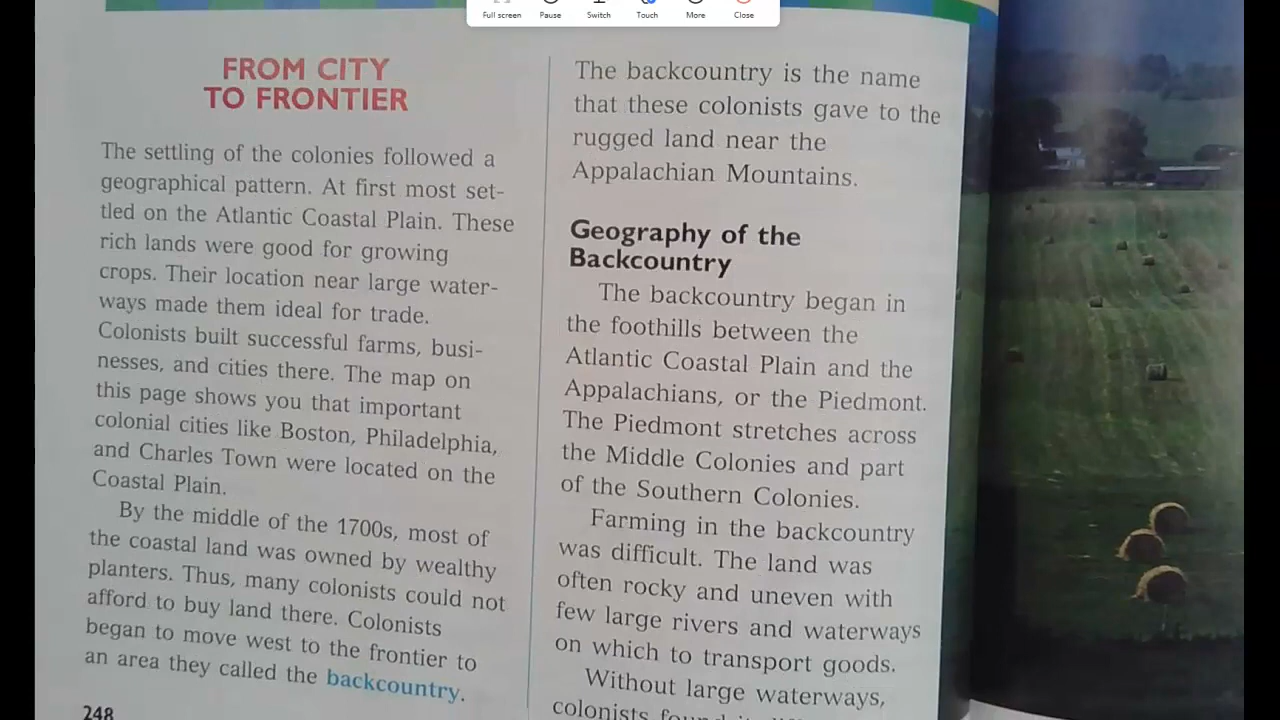 Full screen
Pause
Switch
Touch
More
Close
FROM CITY
TO FRONTIER
The settling of the colonies followed a
geographical pattern. At first most set-
tled on the Atlantic Coastal Plain. These
rich lands were good for growing
crops. Their location near large water-
ways made them ideal for trade.
Colonists built successful farms, busi-
nesses, and cities there. The map on
this page shows you that important
colonial cities like Boston, Philadelphia,
and Charles Town were located on the
Coastal Plain.
By the middle of the 1700s, most of
the coastal land was owned by wealthy
planters. Thus, many colonists could not
afford to buy land there. Colonists
began to move west to the frontier to
an area they called the backcountry.
248
The backcountry is the name
that these colonists gave to the
rugged land near the
Appalachian Mountains.
Geography of the
Backcountry
The backcountry began in
the foothills between the
Atlantic Coastal Plain and the
Appalachians, or the Piedmont.
The Piedmont stretches across
the Middle Colonies and part
of the Southern Colonies.
Farming in the backcountry
was difficult. The land was
often rocky and uneven with
few large rivers and waterways
on which to transport goods.
Without large waterways,
colonists found